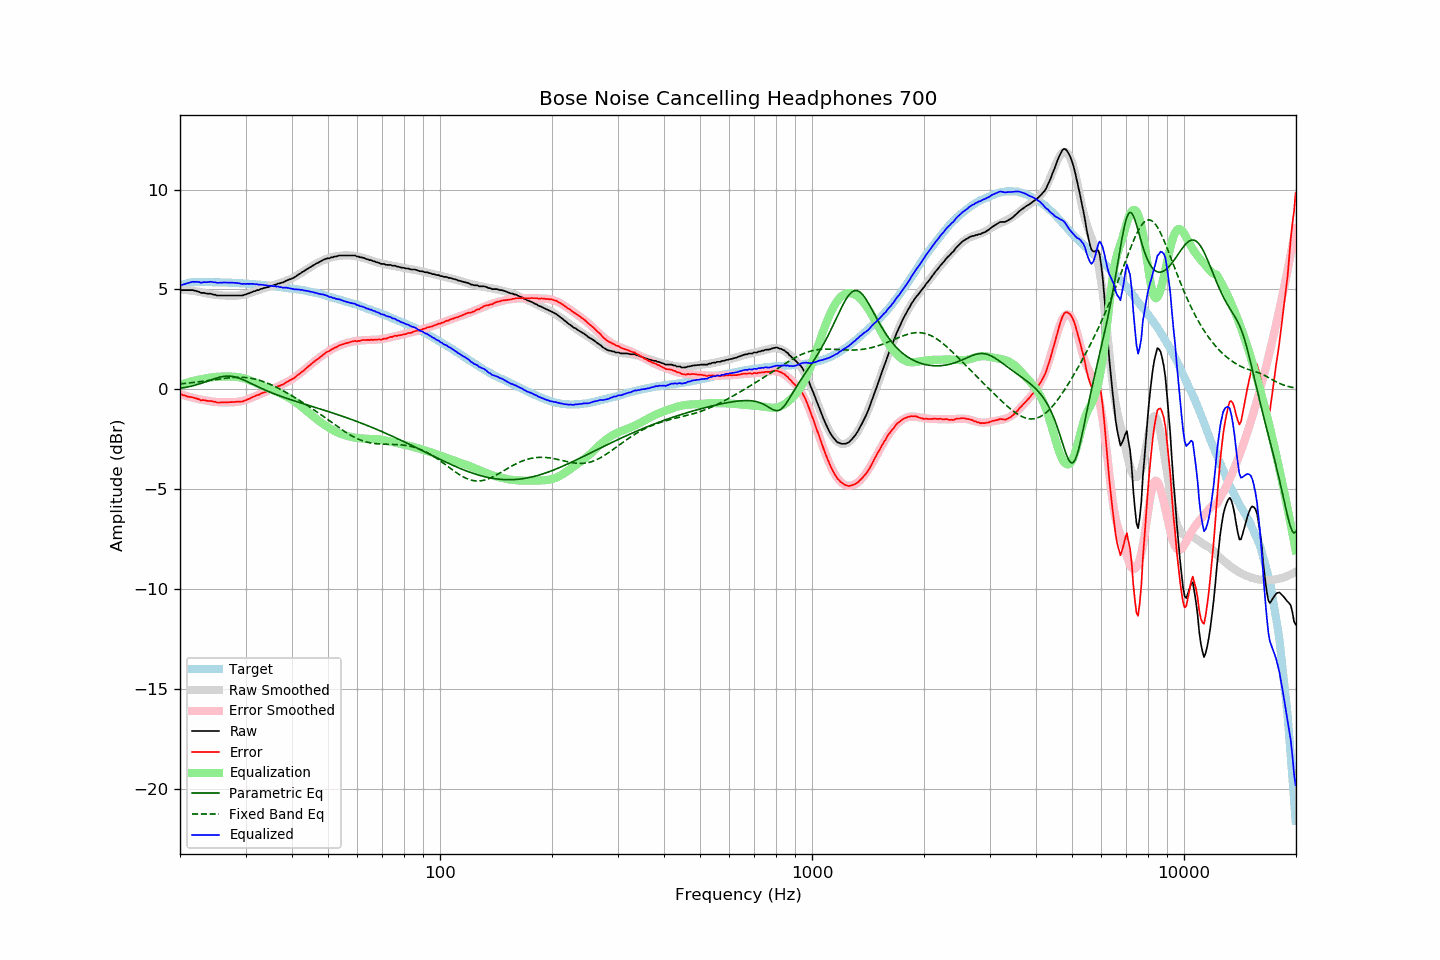 Bose Noise Cancelling Headphones 700
Amplitude (dBr)
10
5
0
−5
−10
−15
−20
Target
Raw Smoothed
Error Smoothed
Raw
Error
Equalization
Parametric Eq
Fixed Band Eq
Equalized
100
1000
10000
Frequency (Hz)